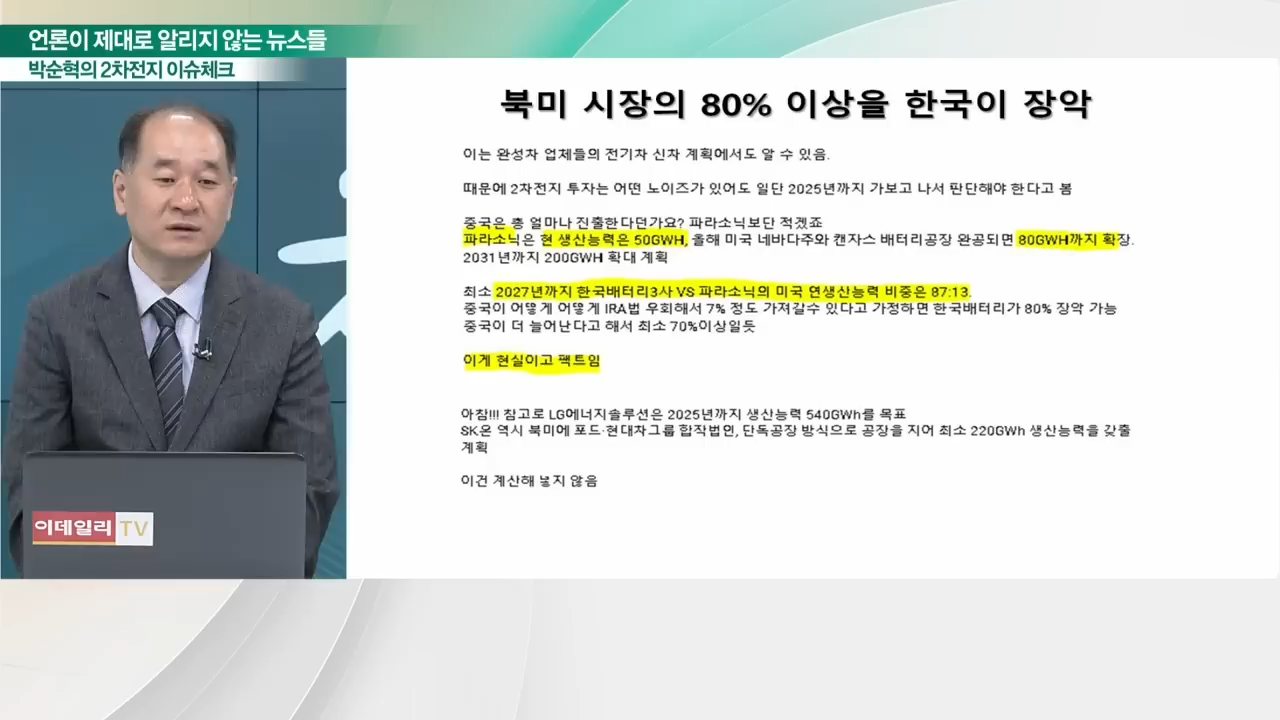 언론이 제대로 알리지 않는 뉴스들
박순혁의 2차전지 이슈체크
북미 시장의 80% 이상을 한국이 장악
이는 완성차 업체들의 전기차 신차 계획에서도 알 수 있음.
때문에 2차전지 투자는 어떤 노이즈가 있어도 일단 2025년까지 가보고 나서 판단해야 한다고 봄
중국은 총 얼마나 진출한다던가요? 파라소닉보단 적겠죠
파라소닉은 현 생산능력은 50GWH, 올해 미국 네바다주와 캔자스 배터리공장 완공되면 80GWH까지 확장.
2031년까지 200GWH 확대 계획
최소 2027년까지 한국배터리3사 VS 파라소닉의 미국 연생산능력 비중은 87:13.
중국이 어떻게 어떻게 IRA법 우회해서 7% 정도 가져갈수 있다고 가정하면 한국배터리가 80% 장악 가능
중국이 더 늘어난다고 해서 최소 70%이상일듯
이게 현실이고 팩트임
아참!!! 참고로 LG에너지솔루션은 2025년까지 생산능력 540GWh를 목표
SK온 역시 북미에 포드·현대차그룹 합작법인, 단독공장 방식으로 공장을 지어 최소 220GWh 생산능력을 갖출
계획
이건 계산해 넣지 않음
이데일리 TV